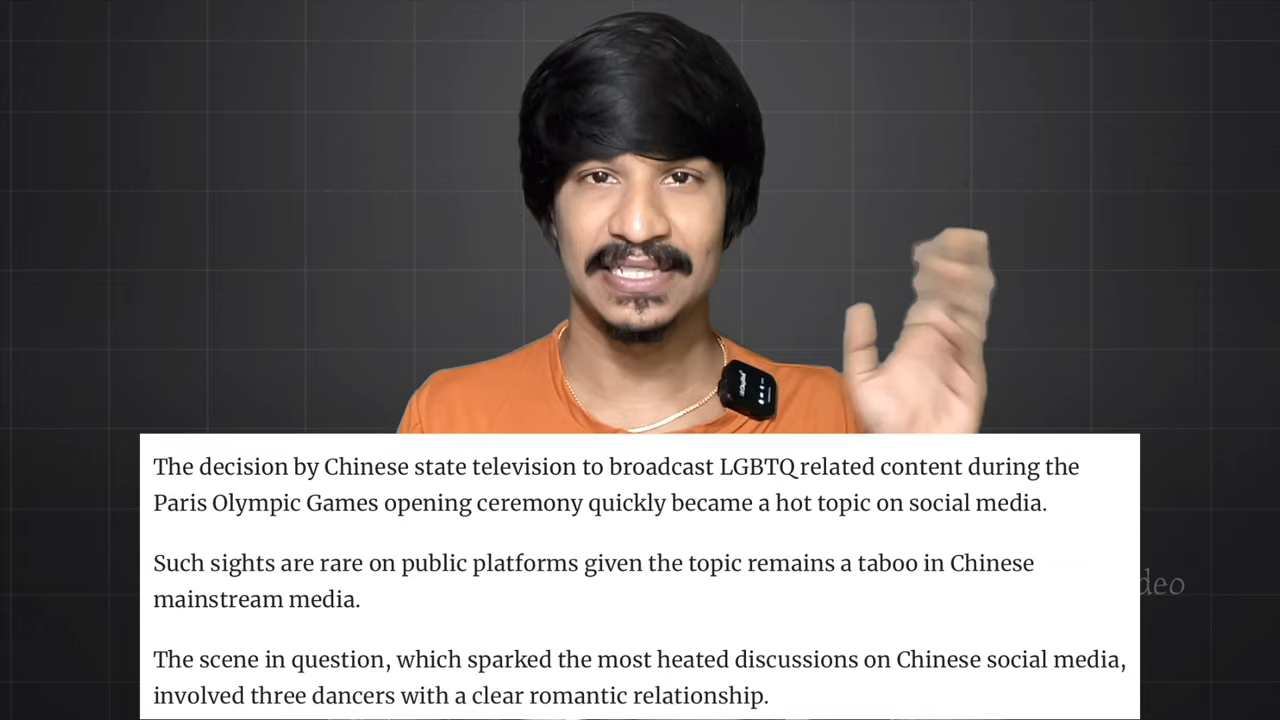 The decision by Chinese state television to broadcast LGBTQ related content during the
Paris Olympic Games opening ceremony quickly became a hot topic on social media.
Such sights are rare on public platforms given the topic remains a taboo in Chinese
mainstream media.
The scene in question, which sparked the most heated discussions on Chinese social media,
involved three dancers with a clear romantic relationship.